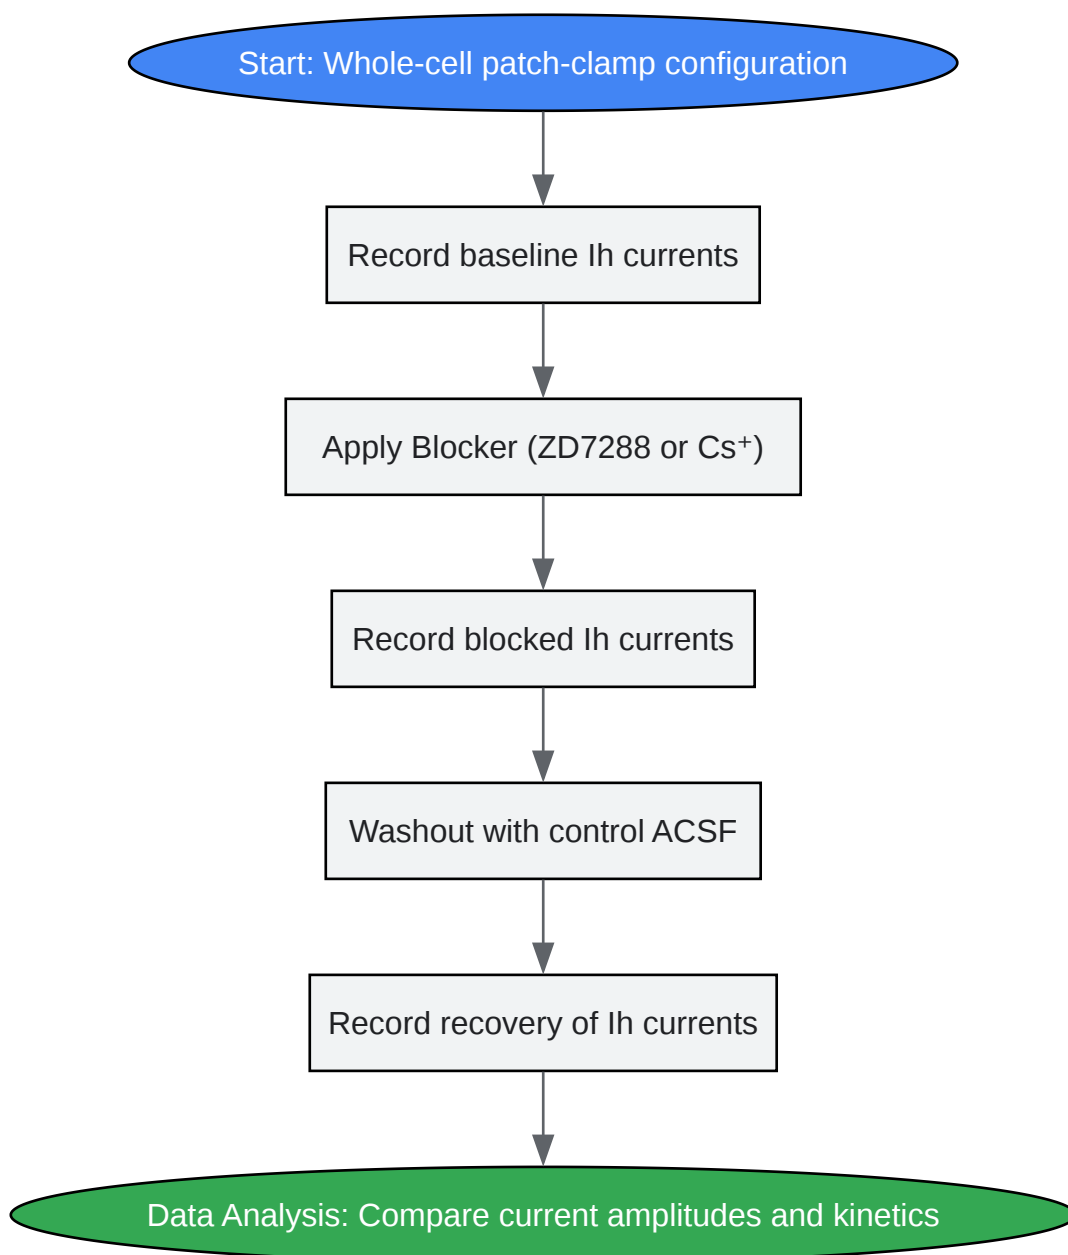 Start: Whole-cell patch-clamp configuration
Record baseline Ih currents
Apply Blocker (ZD7288 or Cs⁺)
Record blocked Ih currents
Washout with control ACSF
Record recovery of Ih currents
Data Analysis: Compare current amplitudes and kinetics